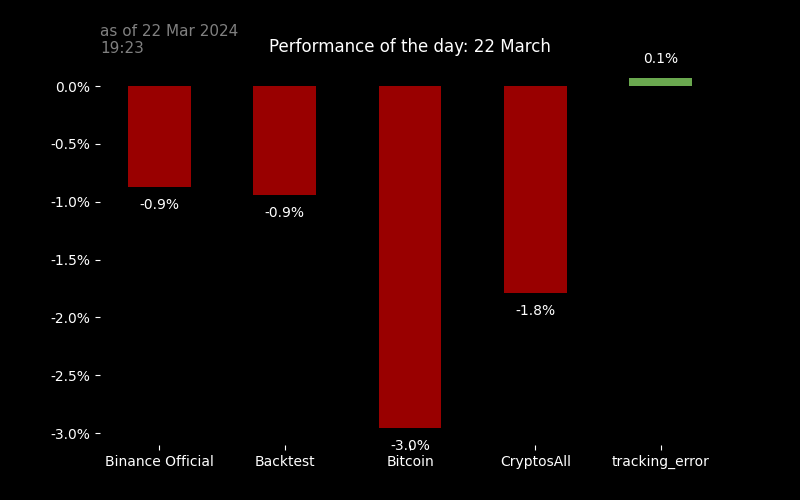 as of 22 Mar 2024
19:23
Performance of the day: 22 March
0.1%
0.0%
-0.5%
-1.0%
-0.9%
-0.9%
-1.5%
-2.0%
-1.8%
-2.5%
-3.0%
-3.0%
Binance Official
Backtest
Bitcoin
CryptosAll
tracking_error